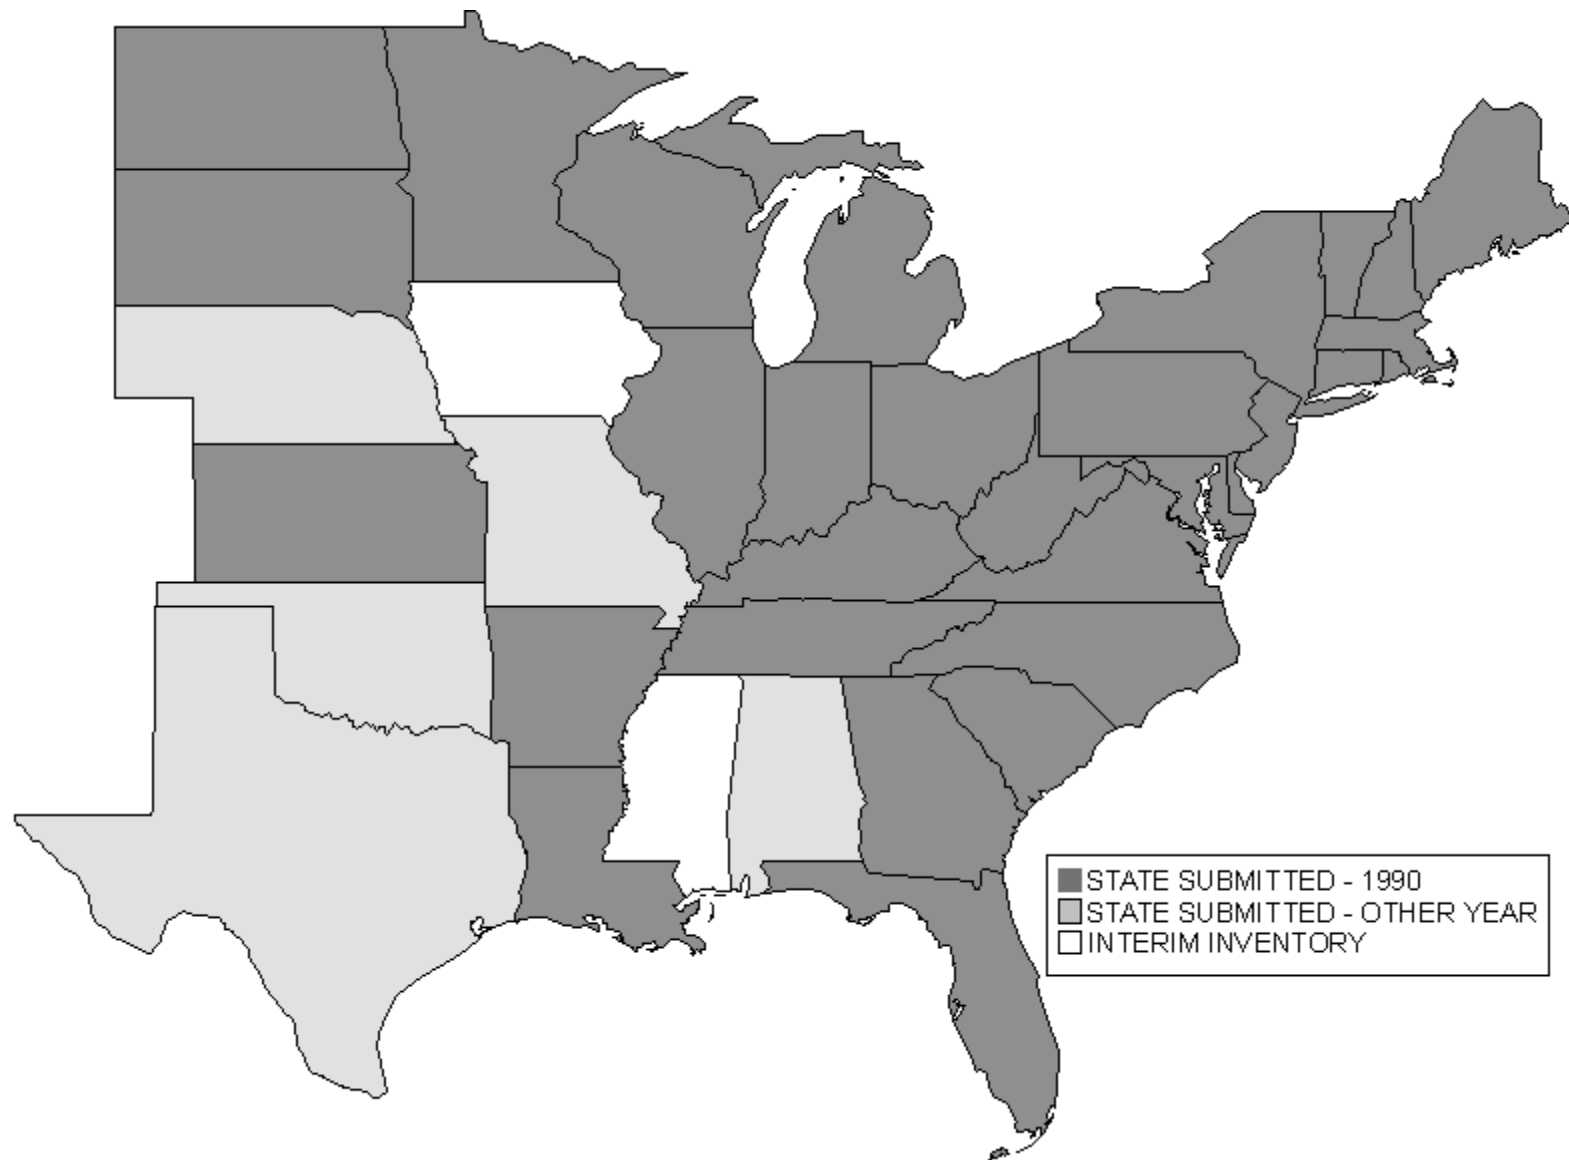 STATE SUBMITTED - 1990
STATE SUBMITTED - OTHER YEAR
INTERIM INVENTORY